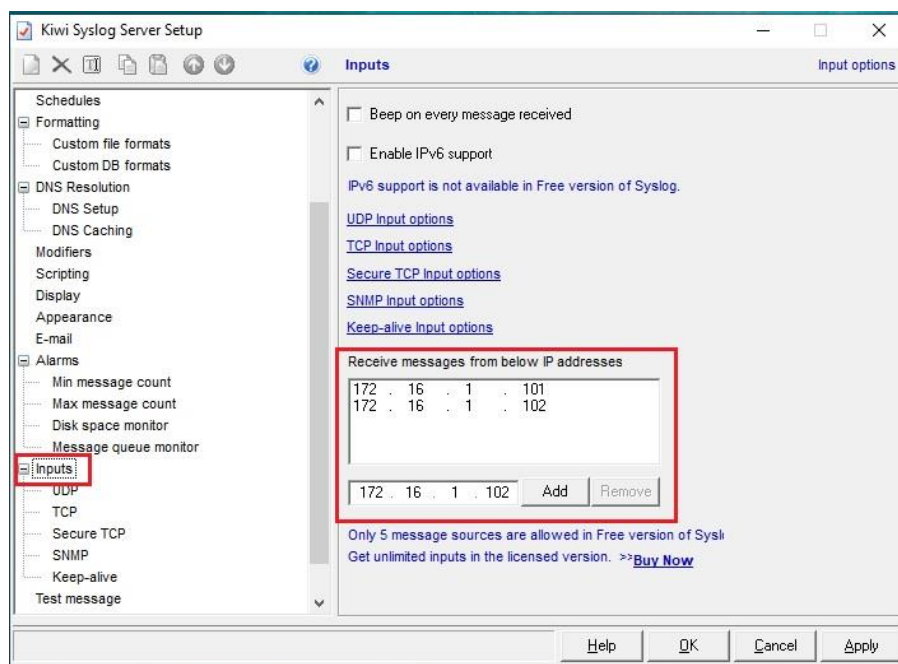 Kiwi Syslog Server Setup
Inputs
Input options
Schedules
Formatting
Custom file formats
Custom DB formats
DNS Resolution
DNS Setup
DNS Caching
Modifiers
Scripting
Display
Appearance
E-mail
Alarms
Min message count
Max message count
Disk space monitor
Message queue monitor
Inputs
UDP
TCP
Secure TCP
SNMP
Keep-alive
Test message
Beep on every message received
Enable IPv6 support
IPv6 support is not available in Free version of Syslog.
UDP Input options
TCP Input options
Secure TCP Input options
SNMP Input options
Keep-alive Input options
Receive messages from below IP addresses
172 . 16 . 1 . 101
172 . 16 . 1 . 102
172 . 16 . 1 . 102 Add Remove
Only 5 message sources are allowed in Free version of Sysl
Get unlimited inputs in the licensed version. >>Buy Now
Help OK Cancel Apply